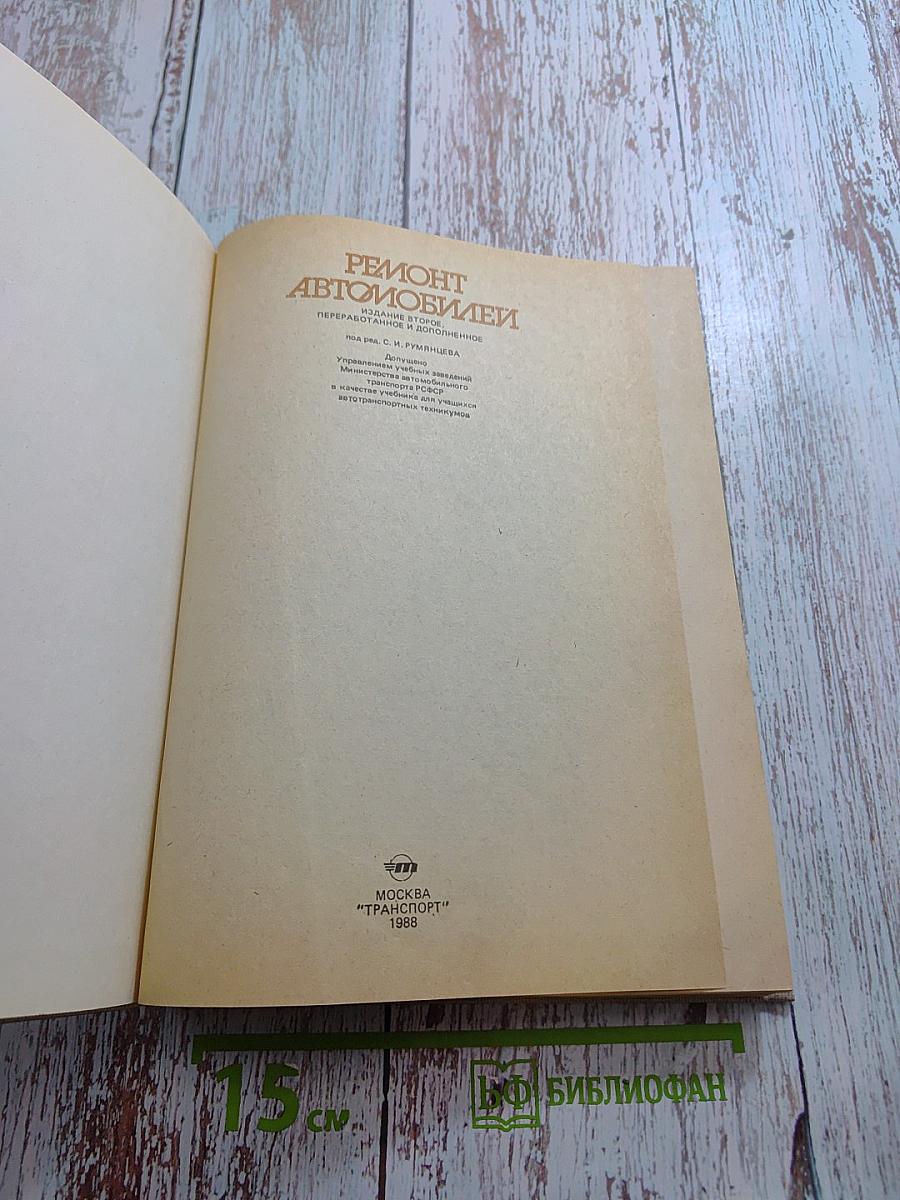 РЕМОНТ
АВТОМОБИЛЕЙ
ИЗДАНИЕ ВТОРОЕ,
ПЕРЕРАБОТАННОЕ И ДОПОЛНЕННОЕ
под ред. С. И. РУМЯНЦЕВА
Допущено
Управлением учебных заведений
Министерства автомобильного
транспорта РСФСР
в качестве учебника для учащихся
автотранспортных техникумов
m
МОСКВА
"ТРАНСПОРТ"
1988
15 см
БФ БИБЛИОФАН